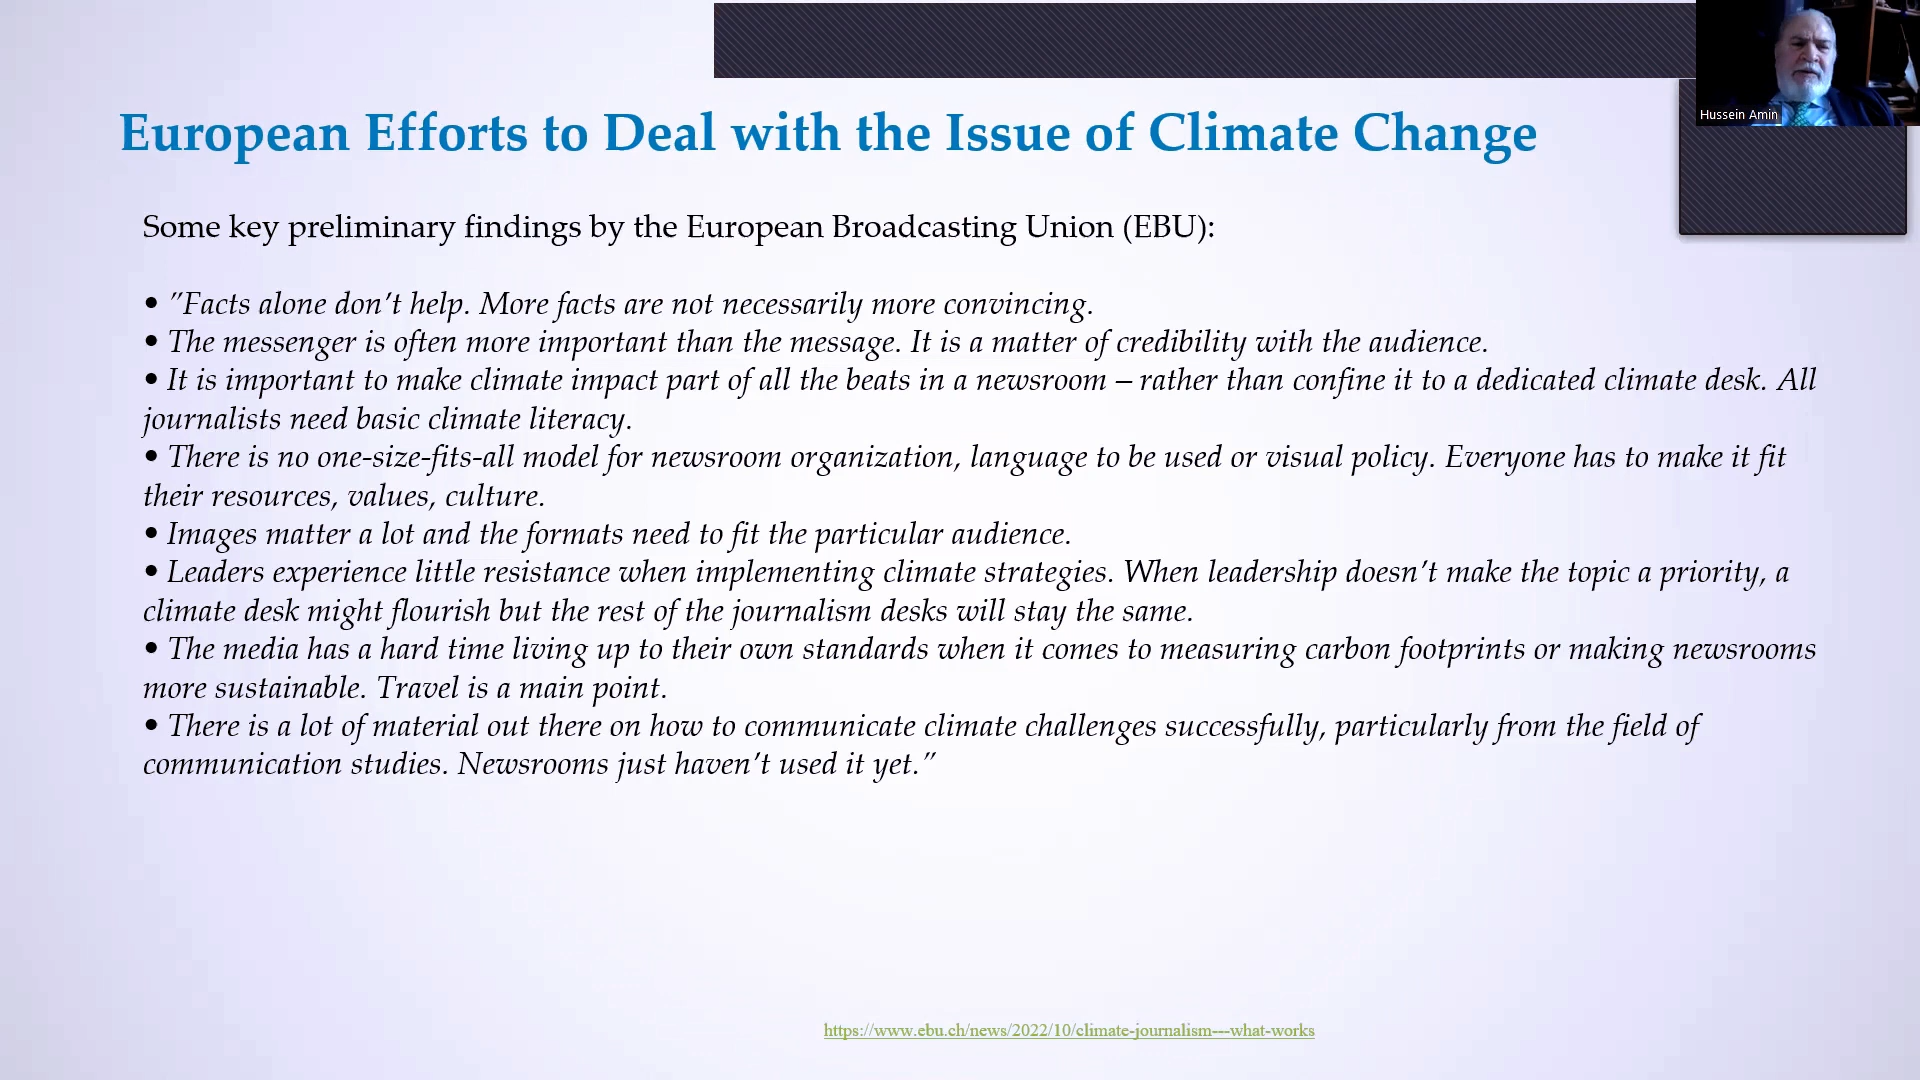 Hussein Amin
European Efforts to Deal with the Issue of Climate Change
Some key preliminary findings by the European Broadcasting Union (EBU):
• "Facts alone don't help. More facts are not necessarily more convincing.
• The messenger is often more important than the message. It is a matter of credibility with the audience.
• It is important to make climate impact part of all the beats in a newsroom – rather than confine it to a dedicated climate desk. All
journalists need basic climate literacy.
• There is no one-size-fits-all model for newsroom organization, language to be used or visual policy. Everyone has to make it fit
their resources, values, culture.
• Images matter a lot and the formats need to fit the particular audience.
• Leaders experience little resistance when implementing climate strategies. When leadership doesn't make the topic a priority, a
climate desk might flourish but the rest of the journalism desks will stay the same.
• The media has a hard time living up to their own standards when it comes to measuring carbon footprints or making newsrooms
more sustainable. Travel is a main point.
• There is a lot of material out there on how to communicate climate challenges successfully, particularly from the field of
communication studies. Newsrooms just haven't used it yet."
https://www.ebu.ch/news/2022/10/climate-journalism---what-works